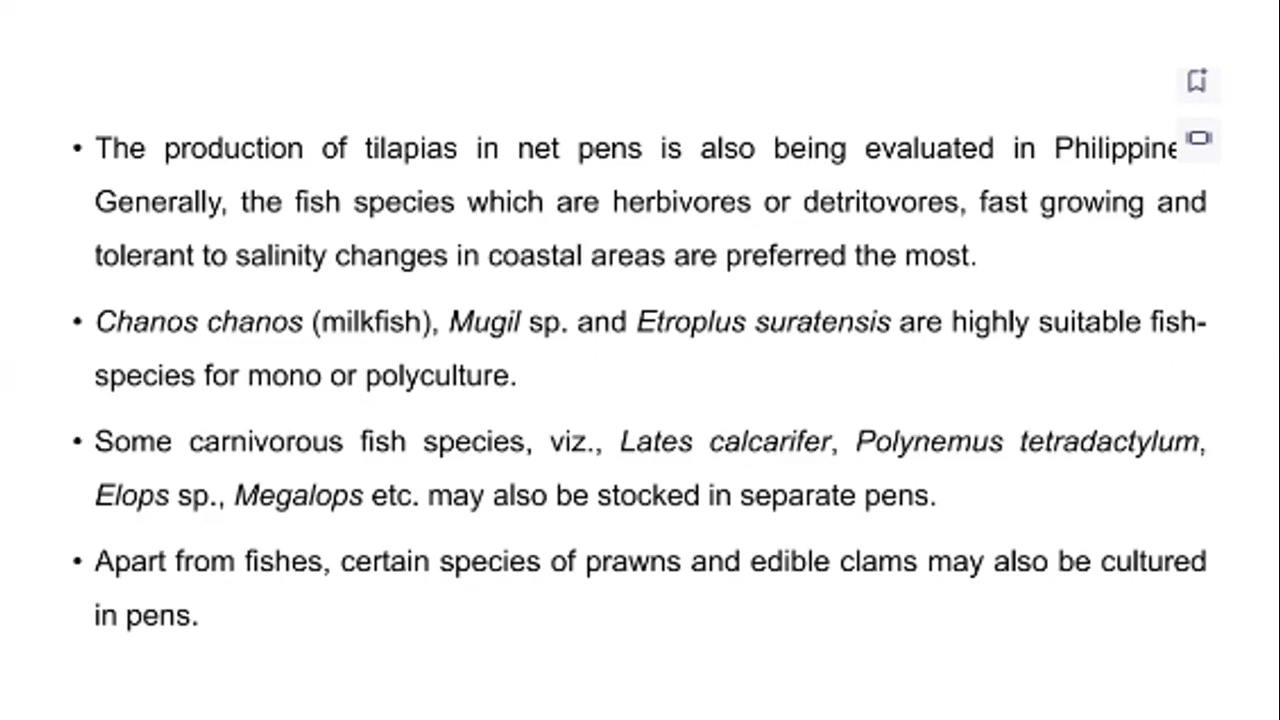 • The production of tilapias in net pens is also being evaluated in
Generally, the fish species which are herbivores or detritovores, fast growing and
tolerant to salinity changes in coastal areas are preferred the most.
• Chanos chanos (milkfish), Mugil sp. and Etroplus suratensis are highly suitable fish-
species for mono or polyculture.
• Some carnivorous fish species, viz., Lates calcarifer, Polynemus tetradactylum,
Elops sp., Megalops etc. may also be stocked in separate pens.
• Apart from fishes, certain species of prawns and edible clams may also be cultured
in pens.